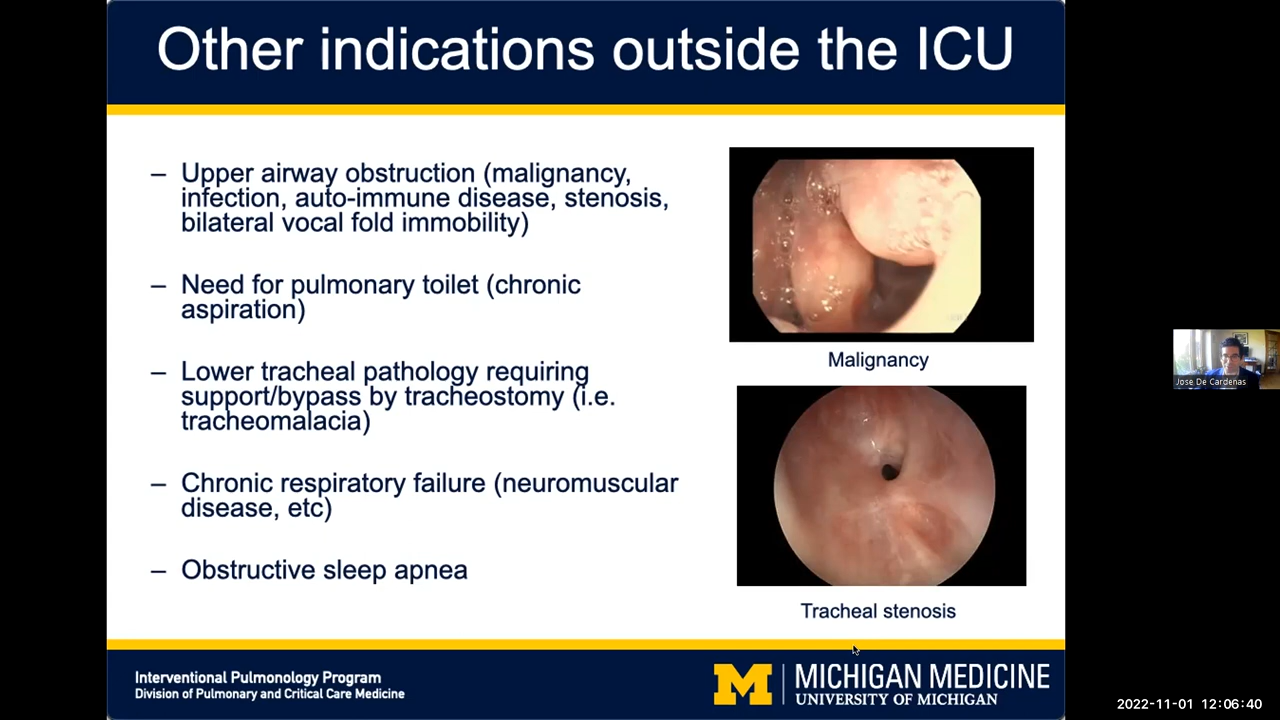 Other indications outside the ICU
– Upper airway obstruction (malignancy,
infection, auto-immune disease, stenosis,
bilateral vocal fold immobility)
– Need for pulmonary toilet (chronic
aspiration)
– Lower tracheal pathology requiring
support/bypass by tracheostomy (i.e.
tracheomalacia)
– Chronic respiratory failure (neuromuscular
disease, etc)
– Obstructive sleep apnea
Malignancy
Tracheal stenosis
Jose De Cardenas
Interventional Pulmonology Program
Division of Pulmonary and Critical Care Medicine
M
MICHIGAN MEDICINE
UNIVERSITY OF MICHIGAN
2022-11-01 12:06:40